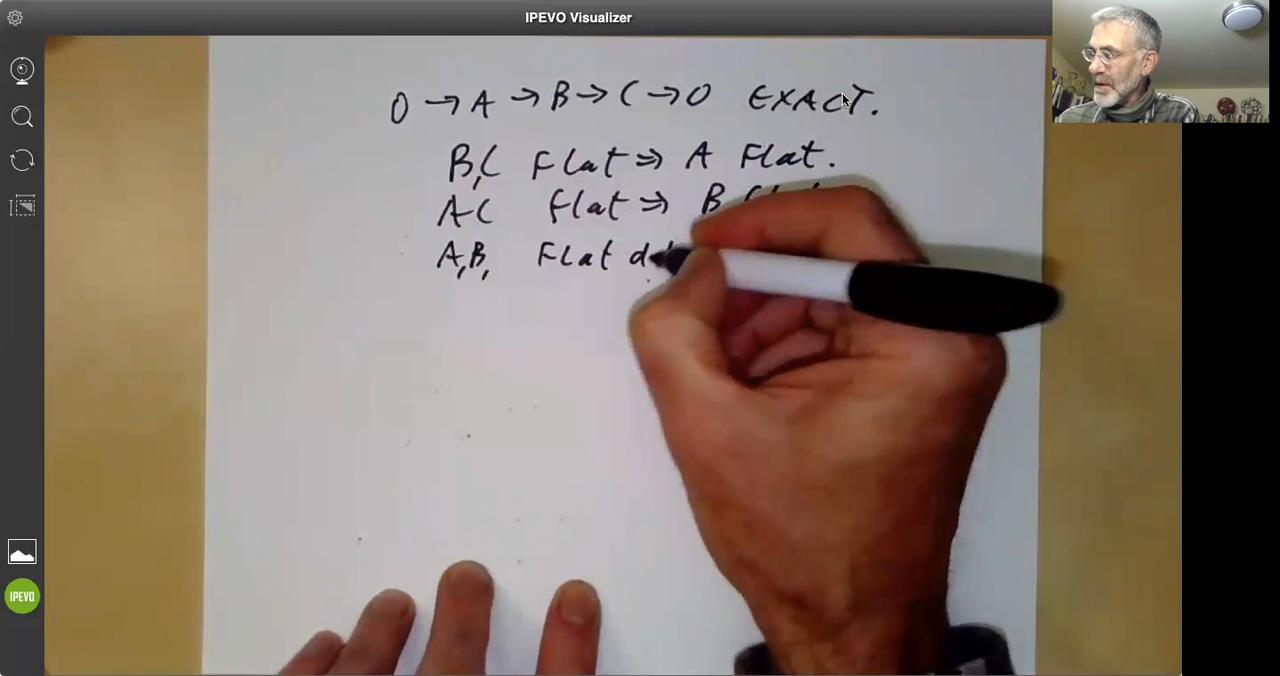 IPEVO Visualizer
0 → A → B → C → 0 EXACT.
B,C Flat ⇒ A Flat.
A C flat ⇒ B
A,B, Flat
IPEVO